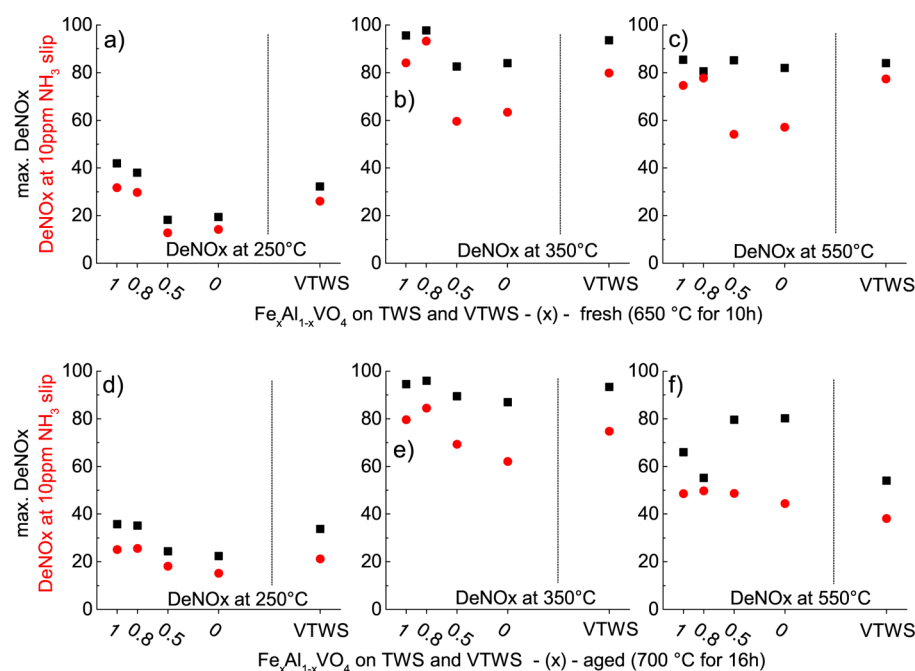 max. DeNOx
DeNOx at 10ppm NH3 slip
100
80
60
40
20
0
a)
DeNOx at 250°C
1
0.8
0.5
0
VTWS
100
80
60
40
20
0
b)
DeNOx at 350°C
1
0.8
0.5
0
VTWS
100
80
60
40
20
0
c)
DeNOx at 550°C
1
0.8
0.5
0
VTWS
FexAl1-xVO4 on TWS and VTWS - (x) - fresh (650 °C for 10h)
max. DeNOx
DeNOx at 10ppm NH3 slip
100
80
60
40
20
0
d)
DeNOx at 250°C
1
0.8
0.5
0
VTWS
100
80
60
40
20
0
e)
DeNOx at 350°C
1
0.8
0.5
0
VTWS
100
80
60
40
20
0
f)
DeNOx at 550°C
1
0.8
0.5
0
VTWS
FexAl1-xVO4 on TWS and VTWS - (x) - aged (700 °C for 16h)